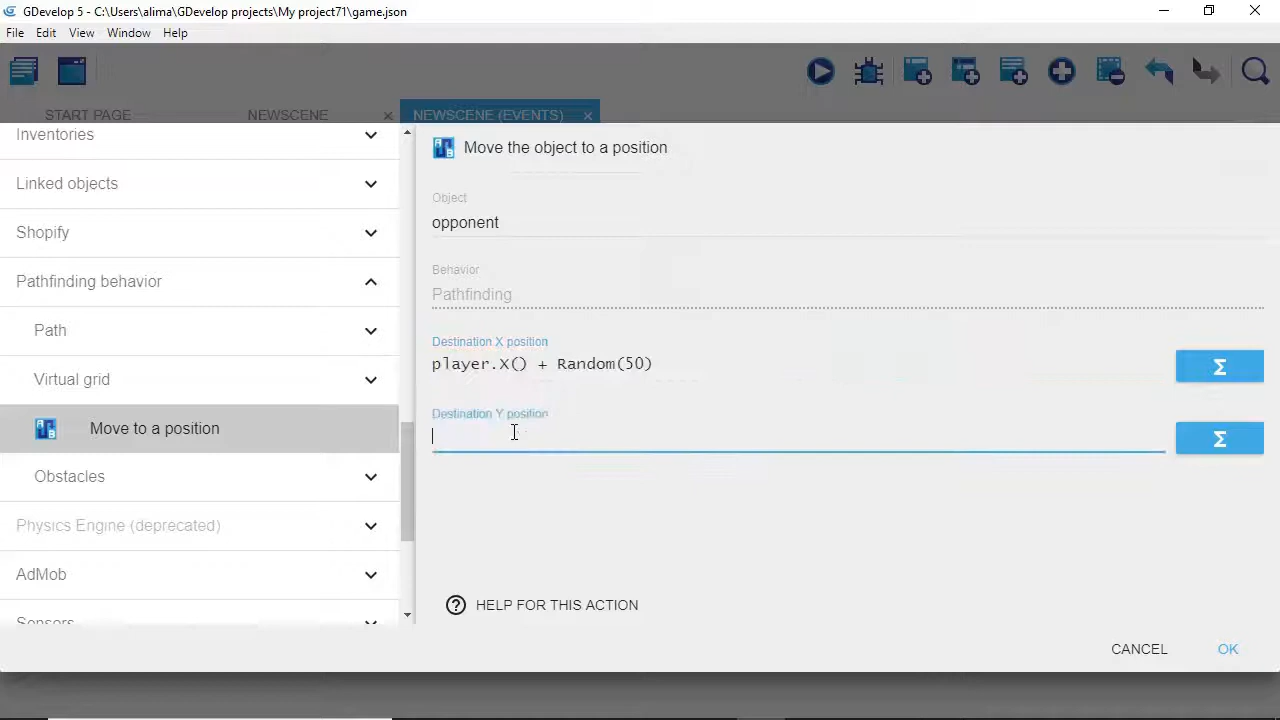 GDevelop 5 - C:\Users\alima\GDevelop projects\My project71\game.json
File Edit View Window Help
START PAGE NEWSCENE × NEWSCENE (EVENTS) ×
Inventories
Linked objects
Shopify
Pathfinding behavior
Path
Virtual grid
Move to a position
Obstacles
Physics Engine (deprecated)
AdMob
Sensors
Move the object to a position
Object
opponent
Behavior
Pathfinding
Destination X position
player.X() + Random(50)
Σ
Destination Y position
Σ
HELP FOR THIS ACTION
CANCEL OK